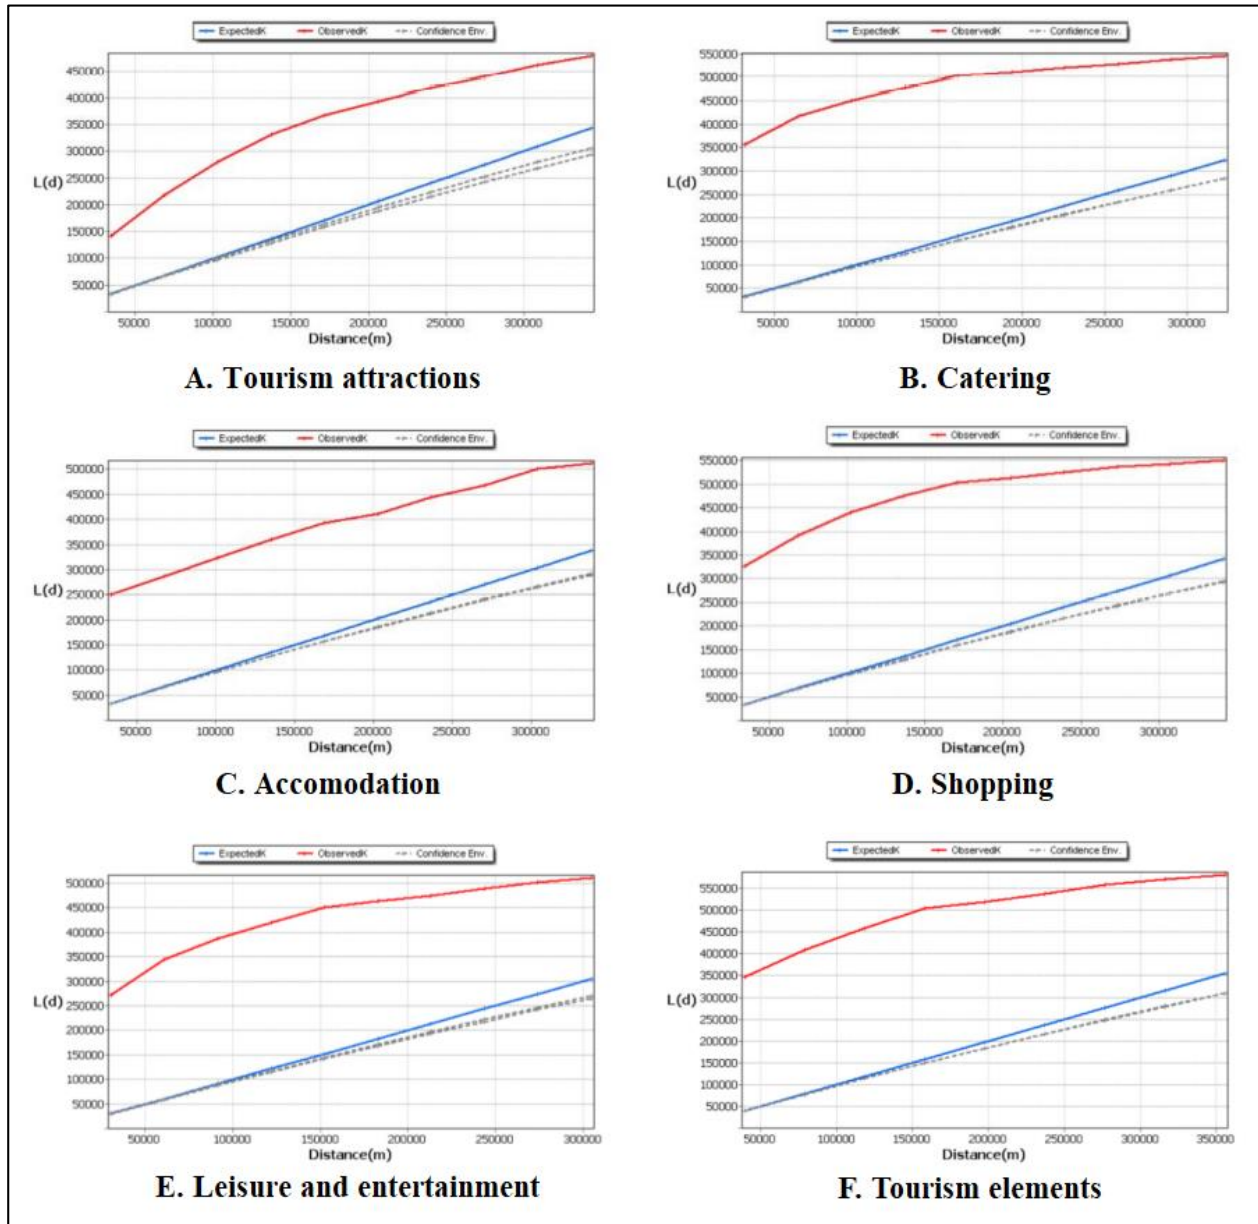 ExpectedK ObservedK Confidence Env.
450000
400000
350000
300000
250000
L(d)
200000
150000
100000
50000
50000 100000 150000 200000 250000 300000
Distance(m)
A. Tourism attractions
ExpectedK ObservedK Confidence Env.
550000
500000
450000
400000
350000
300000
L(d)
250000
200000
150000
100000
50000
50000 100000 150000 200000 250000 300000
Distance(m)
B. Catering
ExpectedK ObservedK Confidence Env.
500000
450000
400000
350000
300000
L(d)
250000
200000
150000
100000
50000
50000 100000 150000 200000 250000 300000
Distance(m)
C. Accomodation
ExpectedK ObservedK Confidence Env.
550000
500000
450000
400000
350000
300000
L(d)
250000
200000
150000
100000
50000
50000 100000 150000 200000 250000 300000
Distance(m)
D. Shopping
ExpectedK ObservedK Confidence Env.
500000
450000
400000
350000
300000
L(d)
250000
200000
150000
100000
50000
50000 100000 150000 200000 250000 300000
Distance(m)
E. Leisure and entertainment
ExpectedK ObservedK Confidence Env.
550000
500000
450000
400000
350000
L(d)
300000
250000
200000
150000
100000
50000
50000 100000 150000 200000 250000 300000 350000
Distance(m)
F. Tourism elements